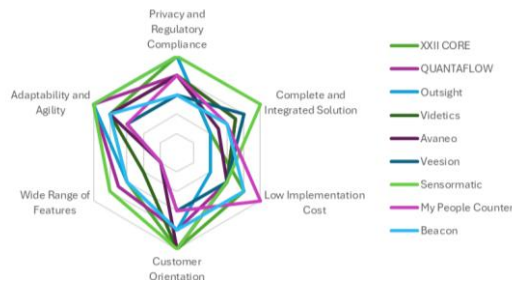 Privacy and
Regulatory
Compliance
Adaptability and
Agility
Complete and
Integrated Solution
Wide Range of
Features
Low Implementation
Cost
Customer
Orientation
XXII CORE
QUANTAFLOW
Outsight
Videtics
Avaneo
Veesion
Sensormatic
My People Counter
Beacon